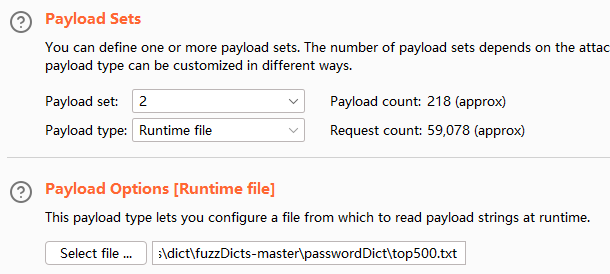 Payload Sets
You can define one or more payload sets. The number of payload sets depends on the attac
payload type can be customized in different ways.
Payload set: 2 Payload count: 218 (approx)
Payload type: Runtime file Request count: 59,078 (approx)
Payload Options [Runtime file]
This payload type lets you configure a file from which to read payload strings at runtime.
Select file ... \dict\fuzzDicts-master\passwordDict\top500.txt